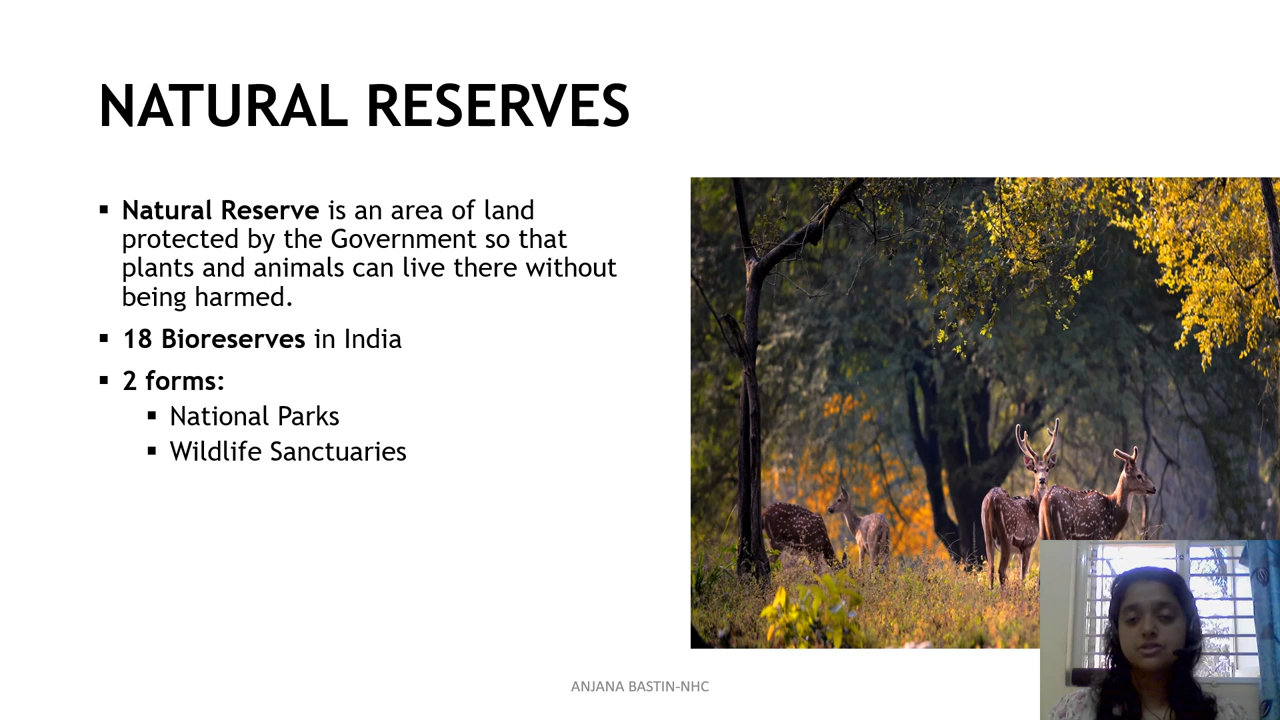 NATURAL RESERVES
▪ Natural Reserve is an area of land
protected by the Government so that
plants and animals can live there without
being harmed.
▪ 18 Bioreserves in India
▪ 2 forms:
▪ National Parks
▪ Wildlife Sanctuaries
ANJANA BASTIN-NHC